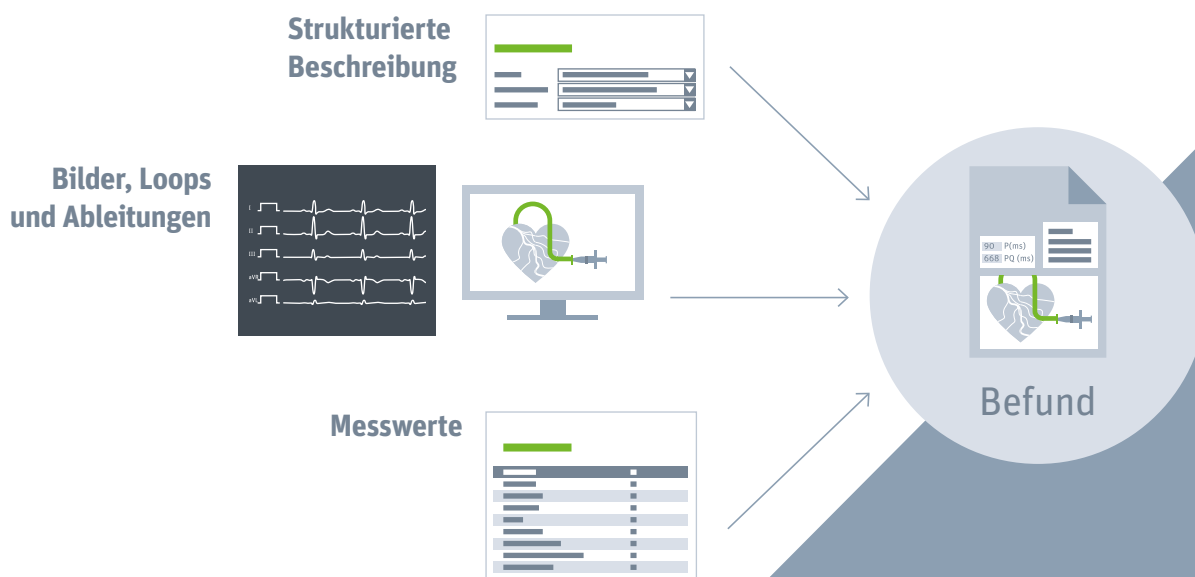 Strukturierte
Beschreibung
Bilder, Loops
und Ableitungen
I
II
III
aVR
aVL
90 P(ms)
668 PQ (ms)
Befund
Messwerte